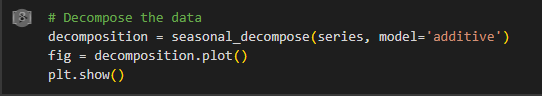 # Decompose the data
decomposition = seasonal_decompose(series, model='additive')
fig = decomposition.plot()
plt.show()